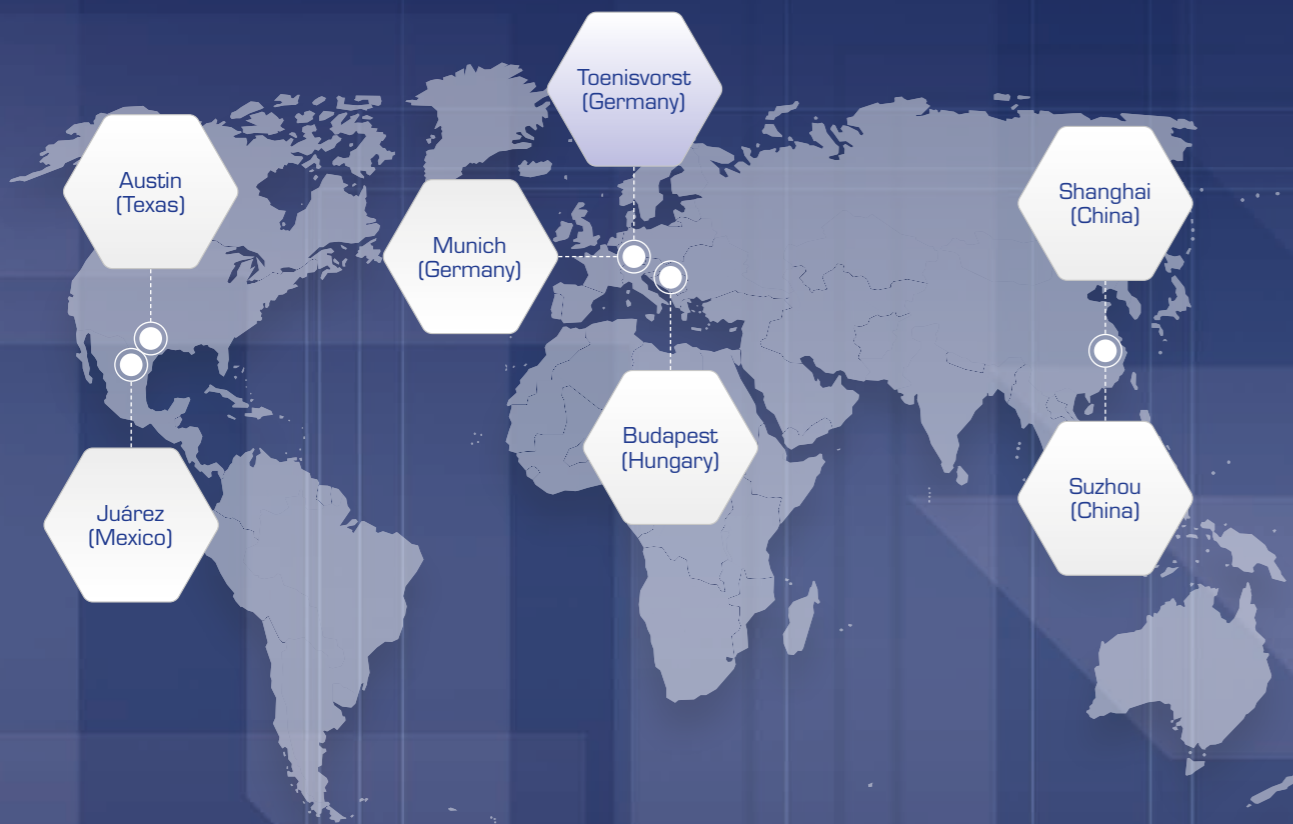 Toenisvorst
(Germany)
Austin
(Texas)
Munich
(Germany)
Shanghai
(China)
Budapest
(Hungary)
Juárez
(Mexico)
Suzhou
(China)